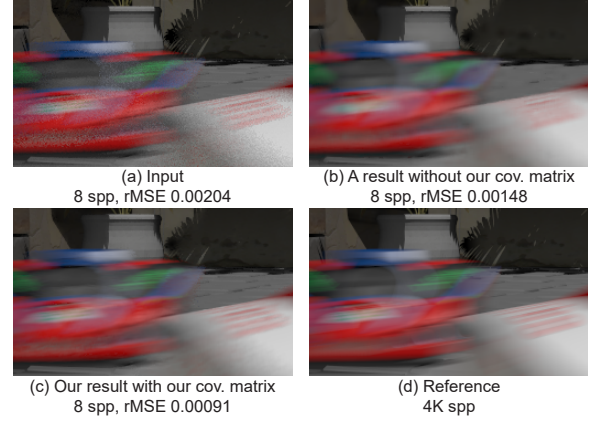 (a) Input
8 spp, rMSE 0.00204
(b) A result without our cov. matrix
8 spp, rMSE 0.00148
(c) Our result with our cov. matrix
8 spp, rMSE 0.00091
(d) Reference
4K spp